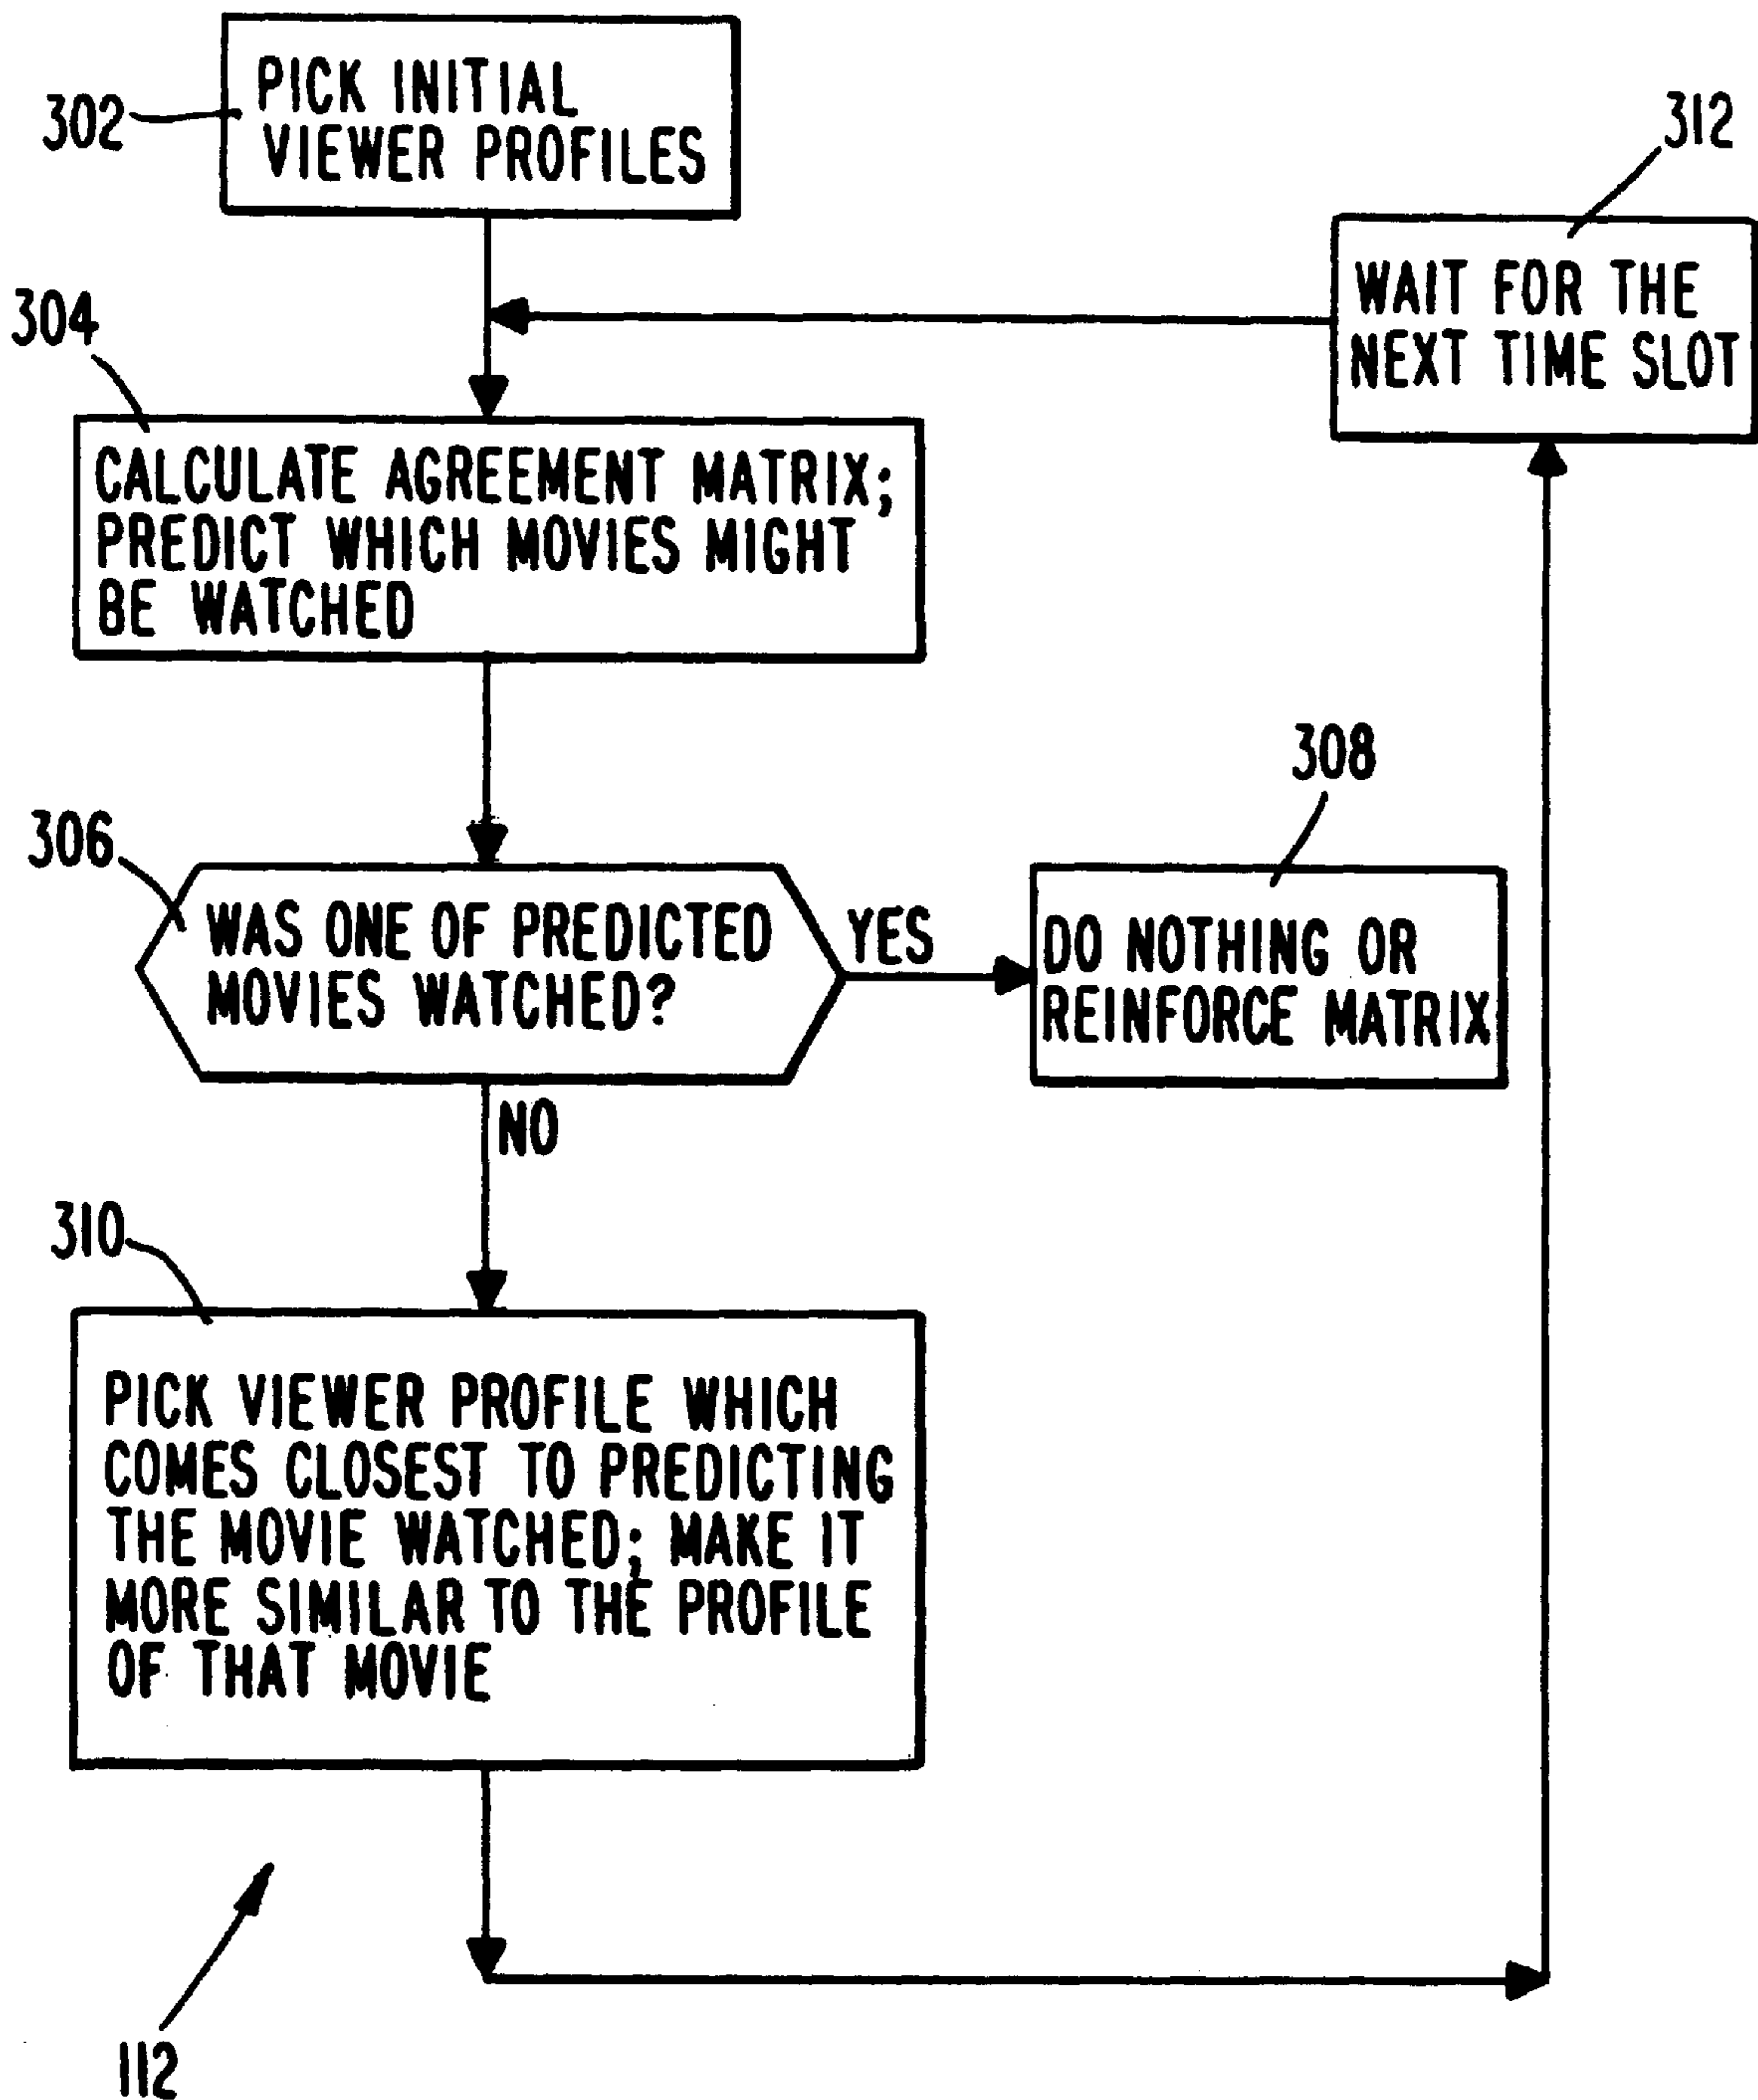 302
PICK INITIAL
VIEWER PROFILES
312
WAIT FOR THE
NEXT TIME SLOT
304
CALCULATE AGREEMENT MATRIX;
PREDICT WHICH MOVIES MIGHT
BE WATCHED
306
WAS ONE OF PREDICTED
MOVIES WATCHED?
YES
308
DO NOTHING OR
REINFORCE MATRIX
NO
310
PICK VIEWER PROFILE WHICH
COMES CLOSEST TO PREDICTING
THE MOVIE WATCHED; MAKE IT
MORE SIMILAR TO THE PROFILE
OF THAT MOVIE
112